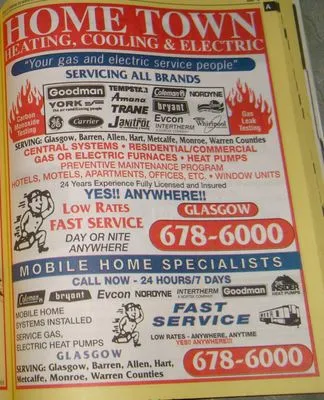 A
HOME TOWN
HEATING, COOLING & ELECTRIC
"Your gas and electric service people"
SERVICING ALL BRANDS
Goodman TEMPSTAR Coleman NORDYNE
YORK Amana bryant
TRANE Evcon
GE Carrier Janitrol INTERTHERM Whirlpool
Carbon Monoxide Testing
Gas Leak Testing
SERVING: Glasgow, Barren, Allen, Hart, Metcalfe, Monroe, Warren Counties
CENTRAL SYSTEMS • RESIDENTIAL/COMMERCIAL
GAS OR ELECTRIC FURNACES • HEAT PUMPS
PREVENTIVE MAINTENANCE PROGRAM
HOTELS, MOTELS, APARTMENTS, OFFICES, ETC. • WINDOW UNITS
24 Years Experience Fully Licensed and Insured
YES!! ANYWHERE!!
LOW RATES
FAST SERVICE
DAY OR NITE
ANYWHERE
GLASGOW
678-6000
MOBILE HOME SPECIALISTS
CALL NOW - 24 HOURS/7 DAYS
Coleman bryant Evcon NORDYNE INTERTHERM Goodman INSIDER HEAT PUMPS
MOBILE HOME
SYSTEMS INSTALLED
SERVICE GAS,
ELECTRIC HEAT PUMPS
FAST
SERVICE
LOW RATES - ANYWHERE, ANYTIME
YES!! ANYWHERE!!!
GLASGOW
SERVING: Glasgow, Barren, Allen, Hart,
Metcalfe, Monroe, Warren Counties
678-6000